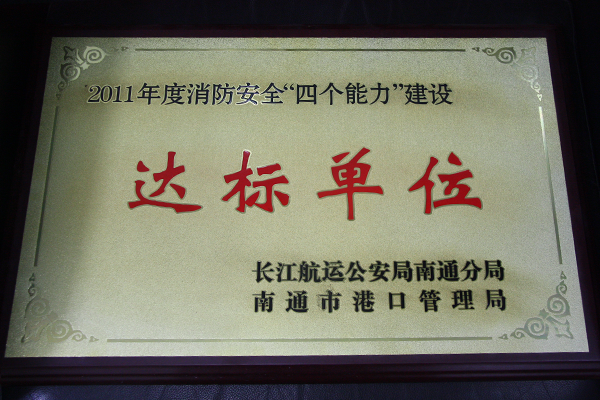 2011年度消防安全“四个能力”建设
达标单位
长江航运公安局南通分局
南通市港口管理局